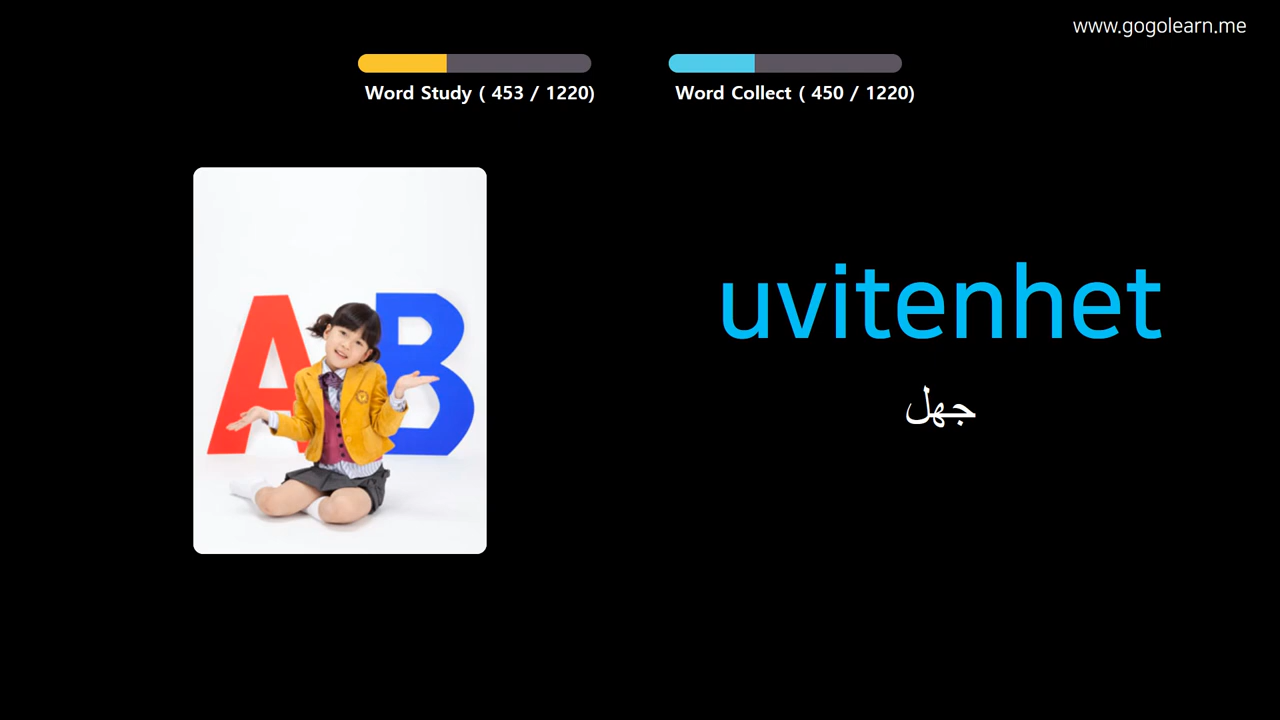 www.gogolearn.me
Word Study ( 453 / 1220)
Word Collect ( 450 / 1220)
A B
uvitenhet
جهل